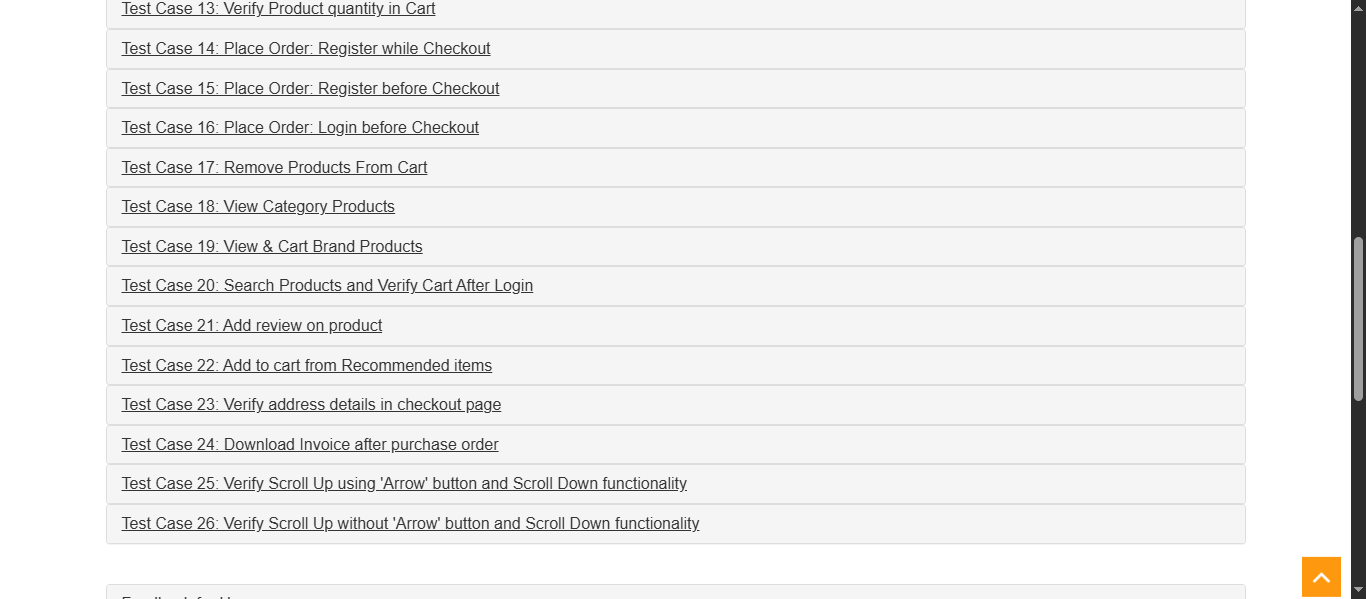 Test Case 13: Verify Product quantity in Cart
Test Case 14: Place Order: Register while Checkout
Test Case 15: Place Order: Register before Checkout
Test Case 16: Place Order: Login before Checkout
Test Case 17: Remove Products From Cart
Test Case 18: View Category Products
Test Case 19: View & Cart Brand Products
Test Case 20: Search Products and Verify Cart After Login
Test Case 21: Add review on product
Test Case 22: Add to cart from Recommended items
Test Case 23: Verify address details in checkout page
Test Case 24: Download Invoice after purchase order
Test Case 25: Verify Scroll Up using 'Arrow' button and Scroll Down functionality
Test Case 26: Verify Scroll Up without 'Arrow' button and Scroll Down functionality